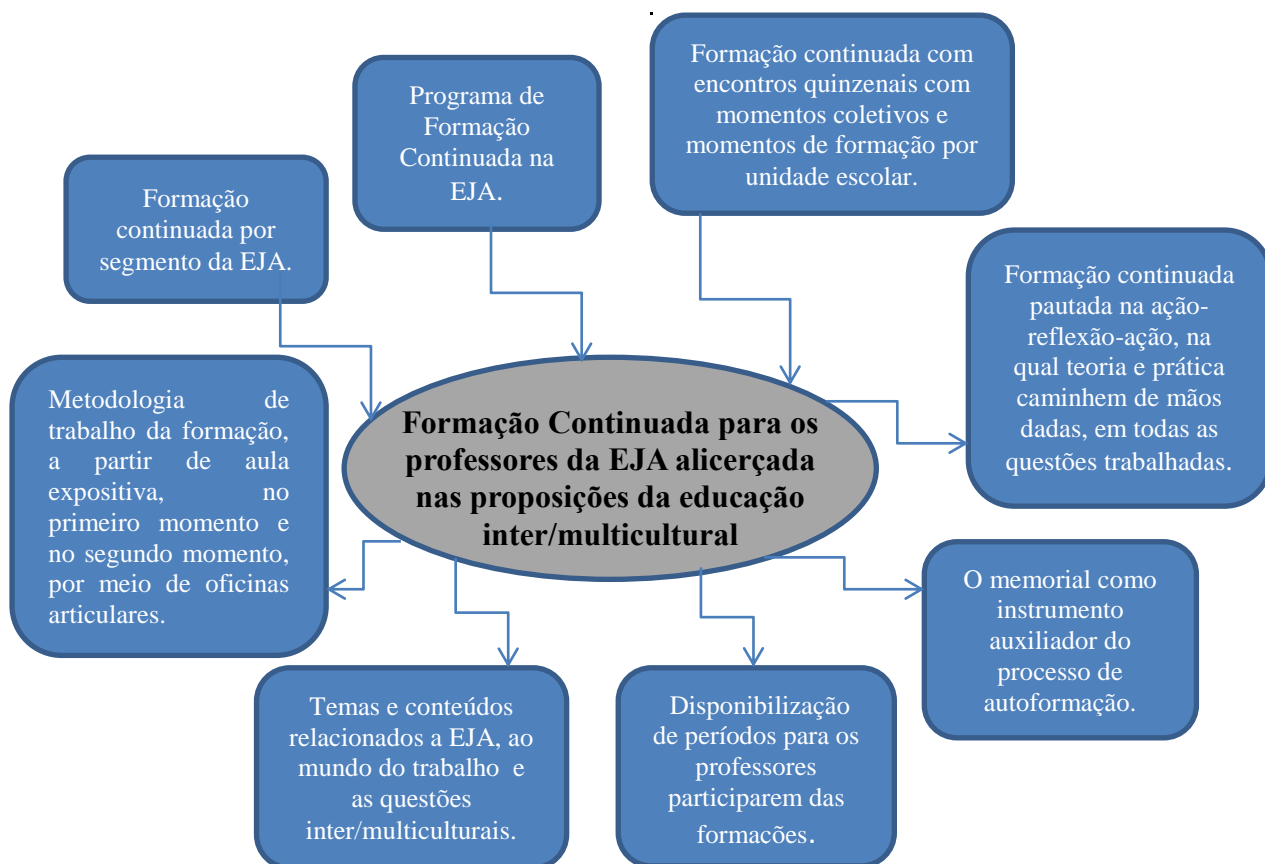 Formação continuada com
encontros quinzenais com
momentos coletivos e
momentos de formação por
unidade escolar.
Programa de
Formação
Continuada na
EJA.
Formação
continuada por
segmento da EJA.
Formação continuada
pautada na ação-
reflexão-ação, na
qual teoria e prática
caminhem de mãos
dadas, em todas as
questões trabalhadas.
Metodologia de
trabalho da formação,
a partir de aula
expositiva, no
primeiro momento e
no segundo momento,
por meio de oficinas
articulares.
Formação Continuada para os
professores da EJA alicerçada
nas proposições da educação
inter/multicultural
O memorial como
instrumento
auxiliador do
processo de
autoformação.
Temas e conteúdos
relacionados a EJA, ao
mundo do trabalho e
as questões
inter/multiculturais.
Disponibilização
de períodos para os
professores
participarem das
formacões.